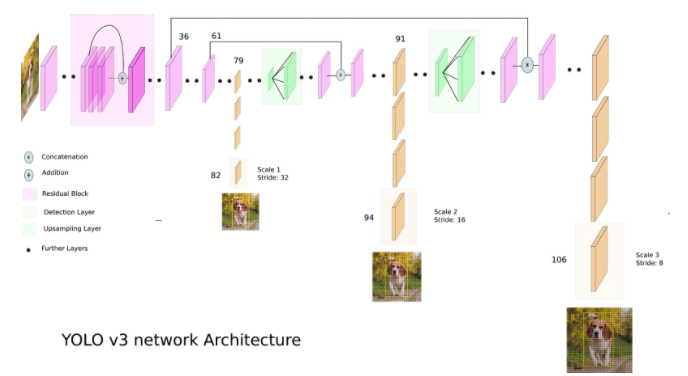 36
61
91
79
82
Scale 1
Stride: 32
94
Scale 2
Stride: 16
106
Scale 3
Stride: 8
Concatenation
Addition
Residual Block
Detection Layer
Upsampling Layer
Further Layers
YOLO v3 network Architecture